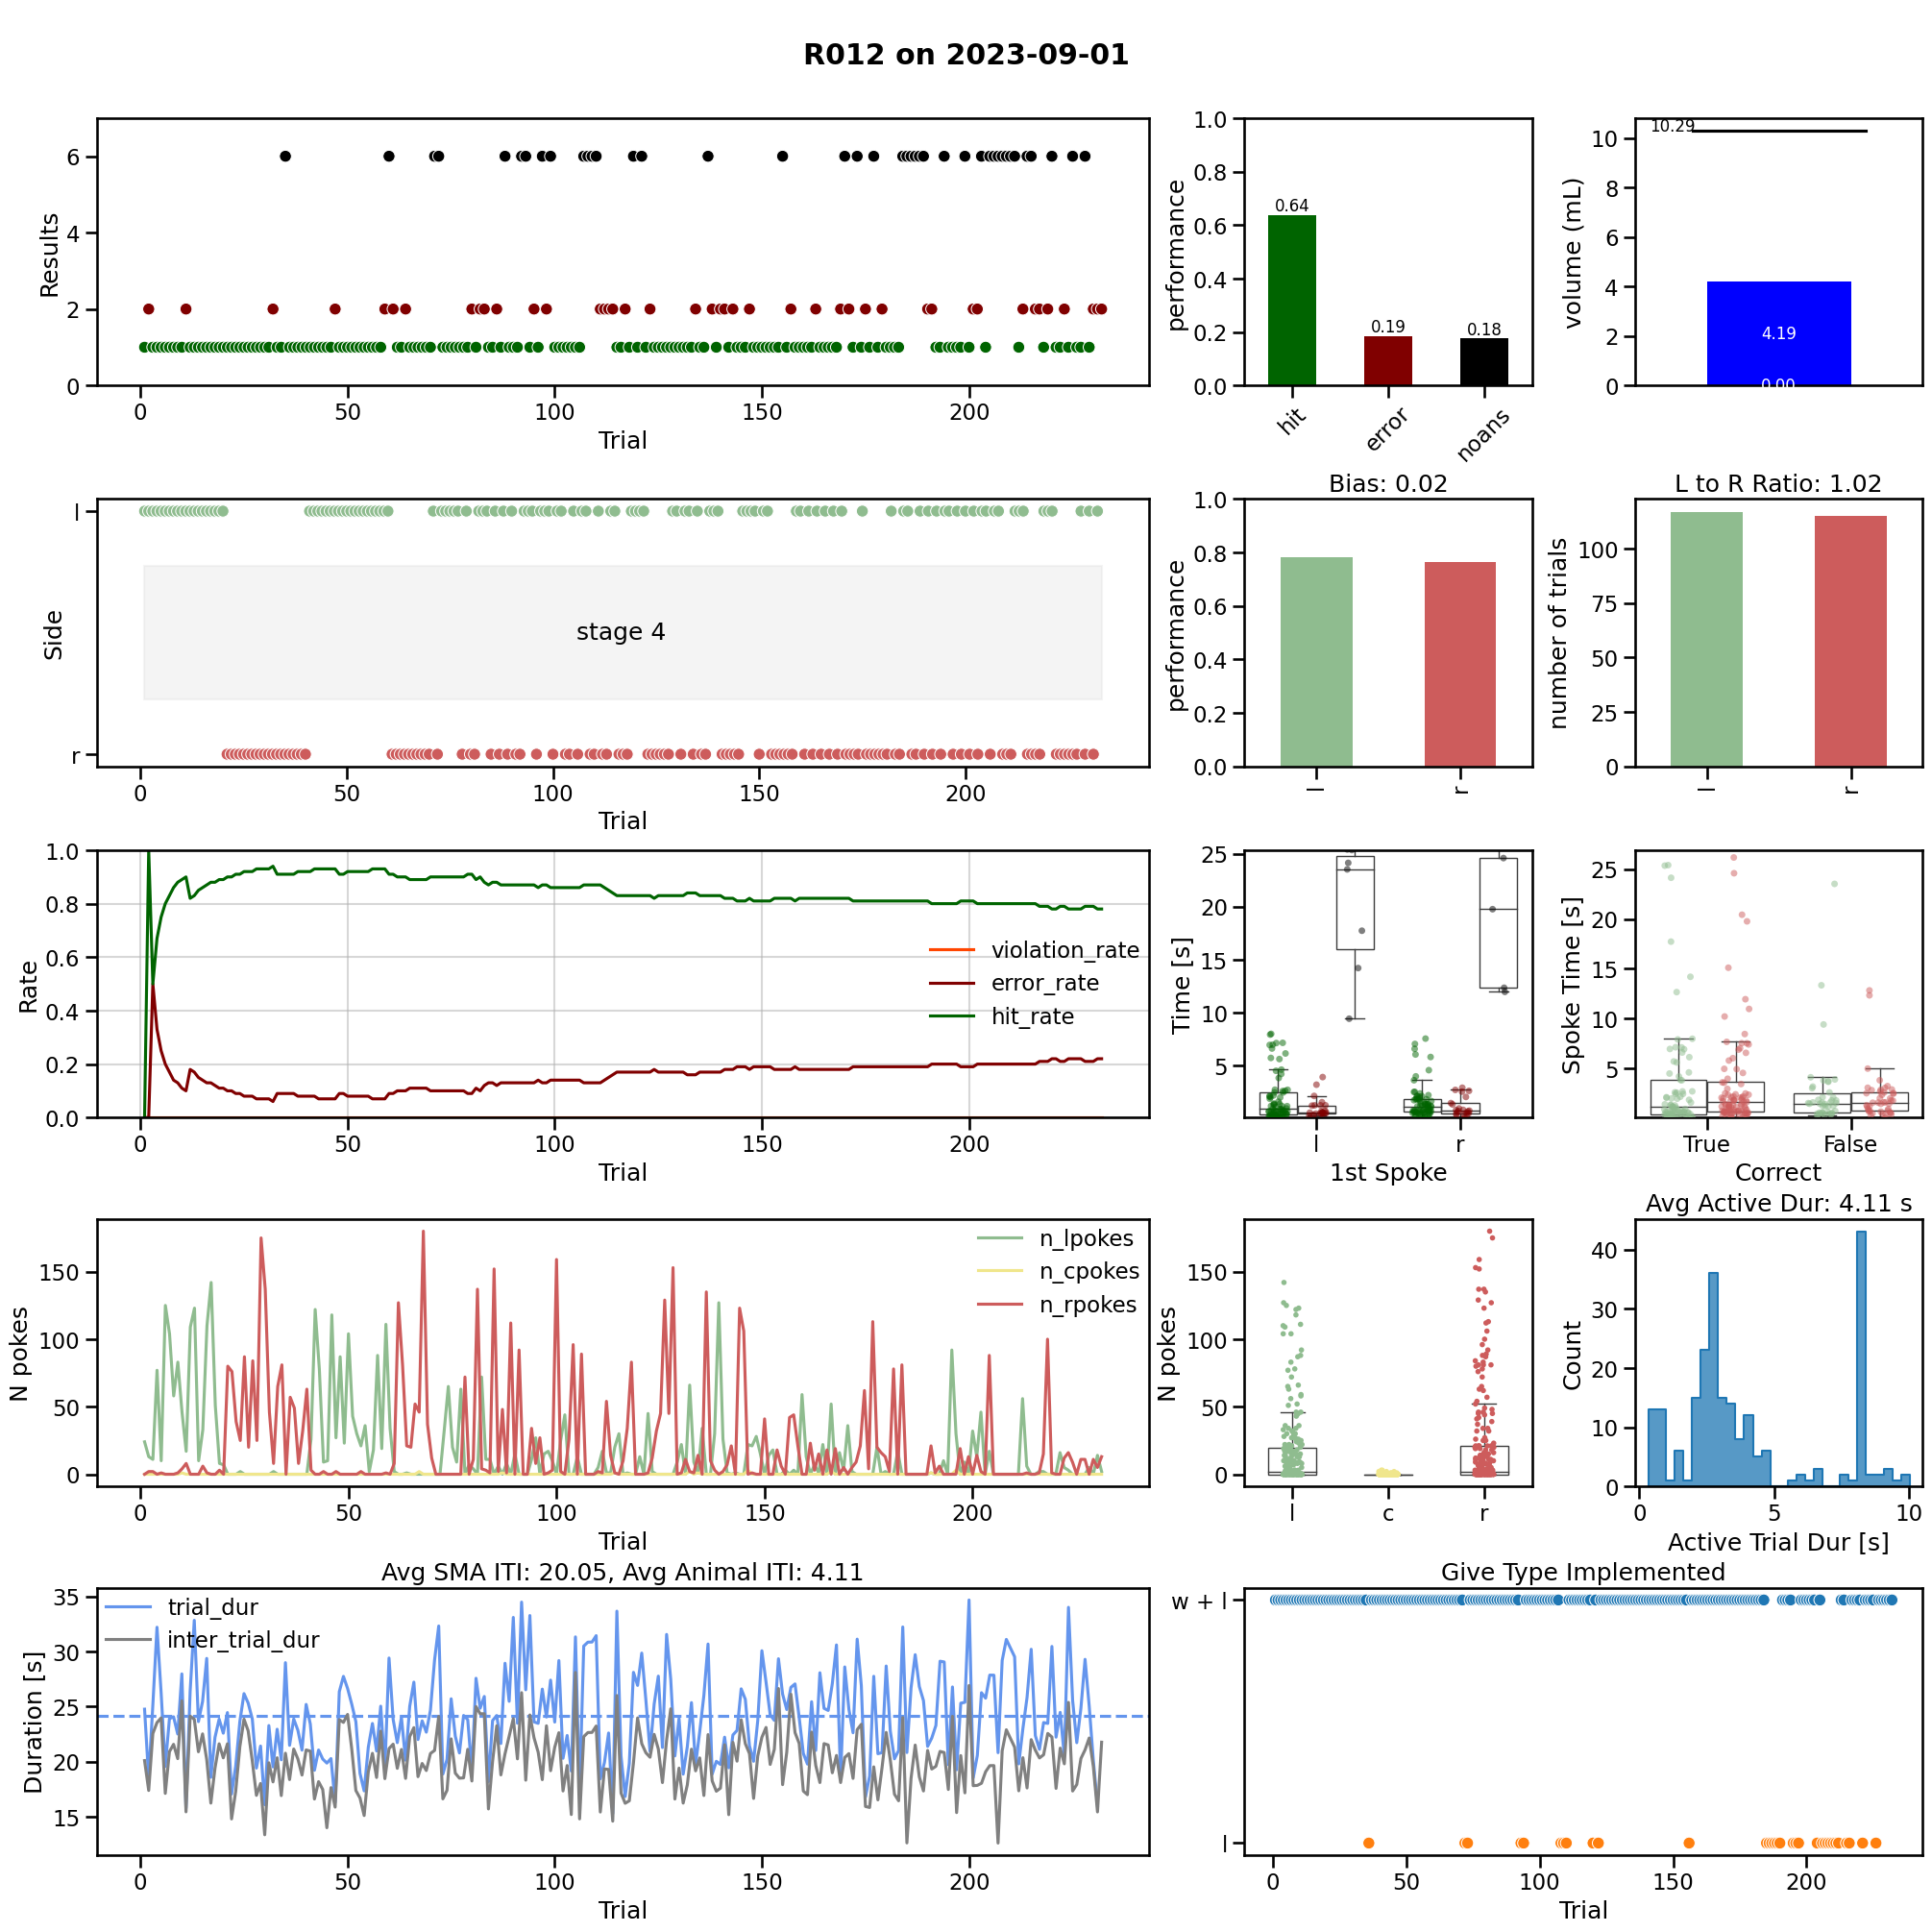 R012 on 2023-09-01
Results
6
4
2
0
0 50 100 150 200
Trial
performance
1.0
0.8
0.6
0.4
0.2
0.0
0.64
0.19
0.18
hit error noans
volume (mL)
10
8
6
4
2
0
10.29
4.19
0.00
Side
l
stage 4
r
0 50 100 150 200
Trial
Bias: 0.02
performance
1.0
0.8
0.6
0.4
0.2
0.0
l r
L to R Ratio: 1.02
number of trials
100
75
50
25
0
l r
Rate
1.0
0.8
0.6
0.4
0.2
0.0
violation_rate
error_rate
hit_rate
0 50 100 150 200
Trial
Time [s]
25
20
15
10
5
l r
1st Spoke
Spoke Time [s]
25
20
15
10
5
True False
Correct
N pokes
150
100
50
0
n_lpokes
n_cpokes
n_rpokes
0 50 100 150 200
Trial
N pokes
150
100
50
0
l c r
Avg Active Dur: 4.11 s
Count
40
30
20
10
0
0 5 10
Active Trial Dur [s]
Avg SMA ITI: 20.05, Avg Animal ITI: 4.11
Duration [s]
35
30
25
20
15
trial_dur
inter_trial_dur
0 50 100 150 200
Trial
Give Type Implemented
w + l
l
0 50 100 150 200
Trial